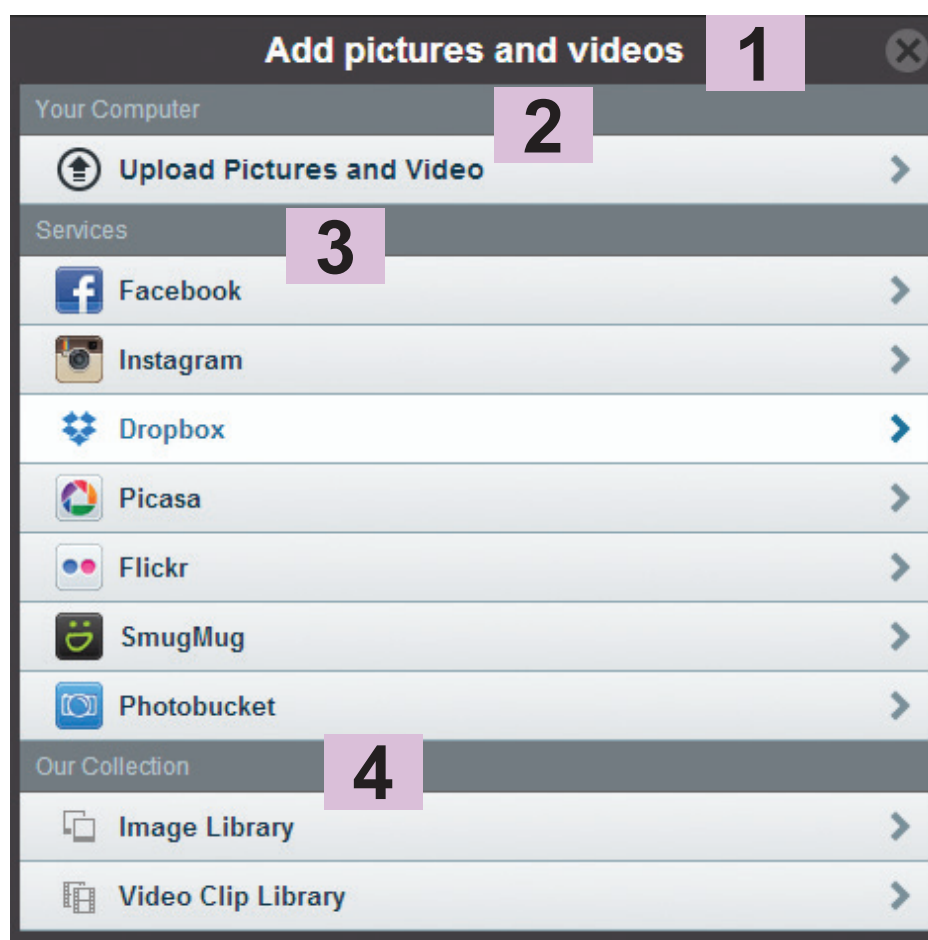 Add pictures and videos 1
Your Computer
2
Upload Pictures and Video
Services
3
Facebook
Instagram
Dropbox
Picasa
Flickr
SmugMug
Photobucket
Our Collection
4
Image Library
Video Clip Library